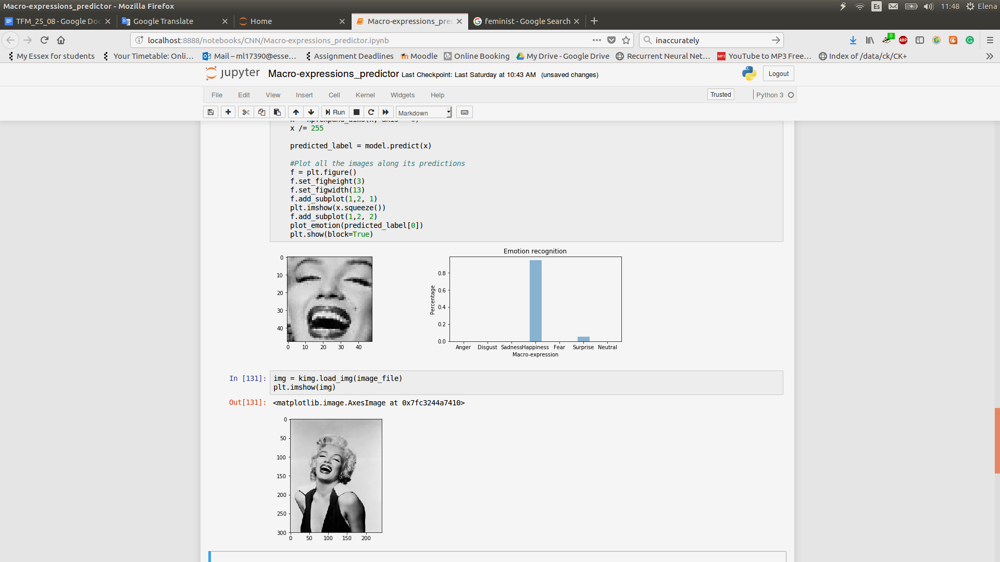 Macro-expressions_predictor - Mozilla Firefox
Es
11:48
Elena
TFM_25_08 - Google Do
Google Translate
Home
Macro-expressions_pre
feminist - Google Search
localhost:8888/notebooks/CNN/Macro-expressions_predictor.ipynb
inaccurately
0
ABP
My Essex for students
Your Timetable: Onli...
Mail – ml17390@esse...
Assignment Deadlines
Moodle
Online Booking
My Drive - Google Drive
Recurrent Neural Net...
MP3
YouTube to MP3 Free...
Index of /data/ck/CK+
jupyter
Macro-expressions_predictor Last Checkpoint: Last Saturday at 10:43 AM (unsaved changes)
Logout
File
Edit
View
Insert
Cell
Kernel
Widgets
Help
Trusted
Python 3
Run
Markdown
x /= 255
predicted_label = model.predict(x)
#Plot all the images along its predictions
f = plt.figure()
f.set_figheight(3)
f.set_figwidth(13)
f.add_subplot(1,2, 1)
plt.imshow(x.squeeze())
f.add_subplot(1,2, 2)
plot_emotion(predicted_label[0])
plt.show(block=True)
0
10
20
30
40
0 10 20 30 40
Emotion recognition
Percentage
0.8
0.6
0.4
0.2
0.0
Anger Disgust Sadness Happiness Fear Surprise Neutral
Macro-expression
In [131]:
img = kimg.load_img(image_file)
plt.imshow(img)
Out[131]:
<matplotlib.image.AxesImage at 0x7fc3244a7410>
0
50
100
150
200
250
300
0 50 100 150 200